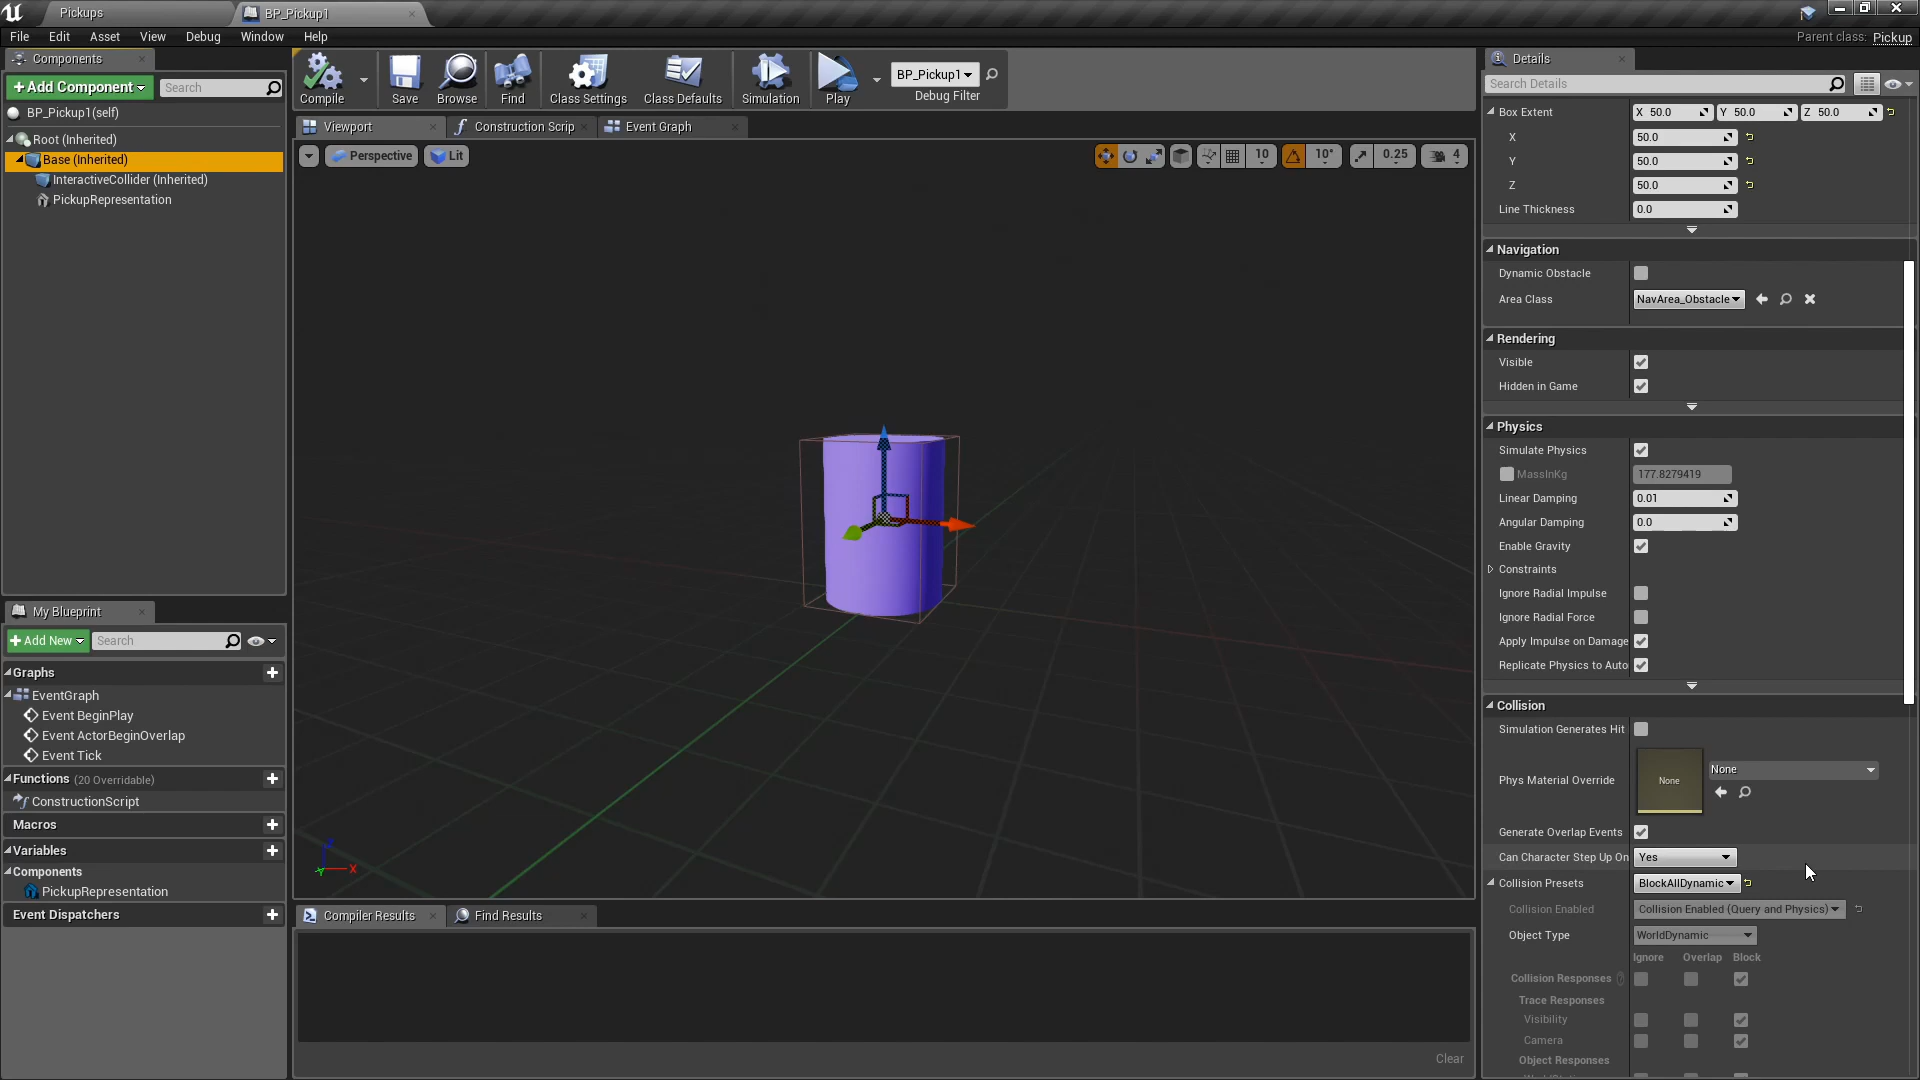 Pickups
BP_Pickup1
File Edit Asset View Debug Window Help
Parent class: Pickup
Components
+Add Component
Search
BP_Pickup1(self)
Root (Inherited)
Base (Inherited)
InteractiveCollider (Inherited)
PickupRepresentation
My Blueprint
+Add New
Search
Graphs
EventGraph
Event BeginPlay
Event ActorBeginOverlap
Event Tick
Functions (20 Overridable)
ConstructionScript
Macros
Variables
Components
PickupRepresentation
Event Dispatchers
Compile Save Browse Find Class Settings Class Defaults Simulation Play
BP_Pickup1
Debug Filter
Viewport Construction Scrip Event Graph
Perspective Lit
10 10° 0.25 4
Z
X
Y
Compiler Results Find Results
Clear
Details
Search Details
Box Extent X 50.0 Y 50.0 Z 50.0
X 50.0
Y 50.0
Z 50.0
Line Thickness 0.0
Navigation
Dynamic Obstacle
Area Class NavArea_Obstacle
Rendering
Visible
Hidden in Game
Physics
Simulate Physics
MassInKg 177.8279419
Linear Damping 0.01
Angular Damping 0.0
Enable Gravity
Constraints
Ignore Radial Impulse
Ignore Radial Force
Apply Impulse on Damage
Replicate Physics to Auto
Collision
Simulation Generates Hit
Phys Material Override None None
Generate Overlap Events
Can Character Step Up On Yes
Collision Presets BlockAllDynamic
Collision Enabled Collision Enabled (Query and Physics)
Object Type WorldDynamic
Ignore Overlap Block
Collision Responses ?
Trace Responses
Visibility
Camera
Object Responses